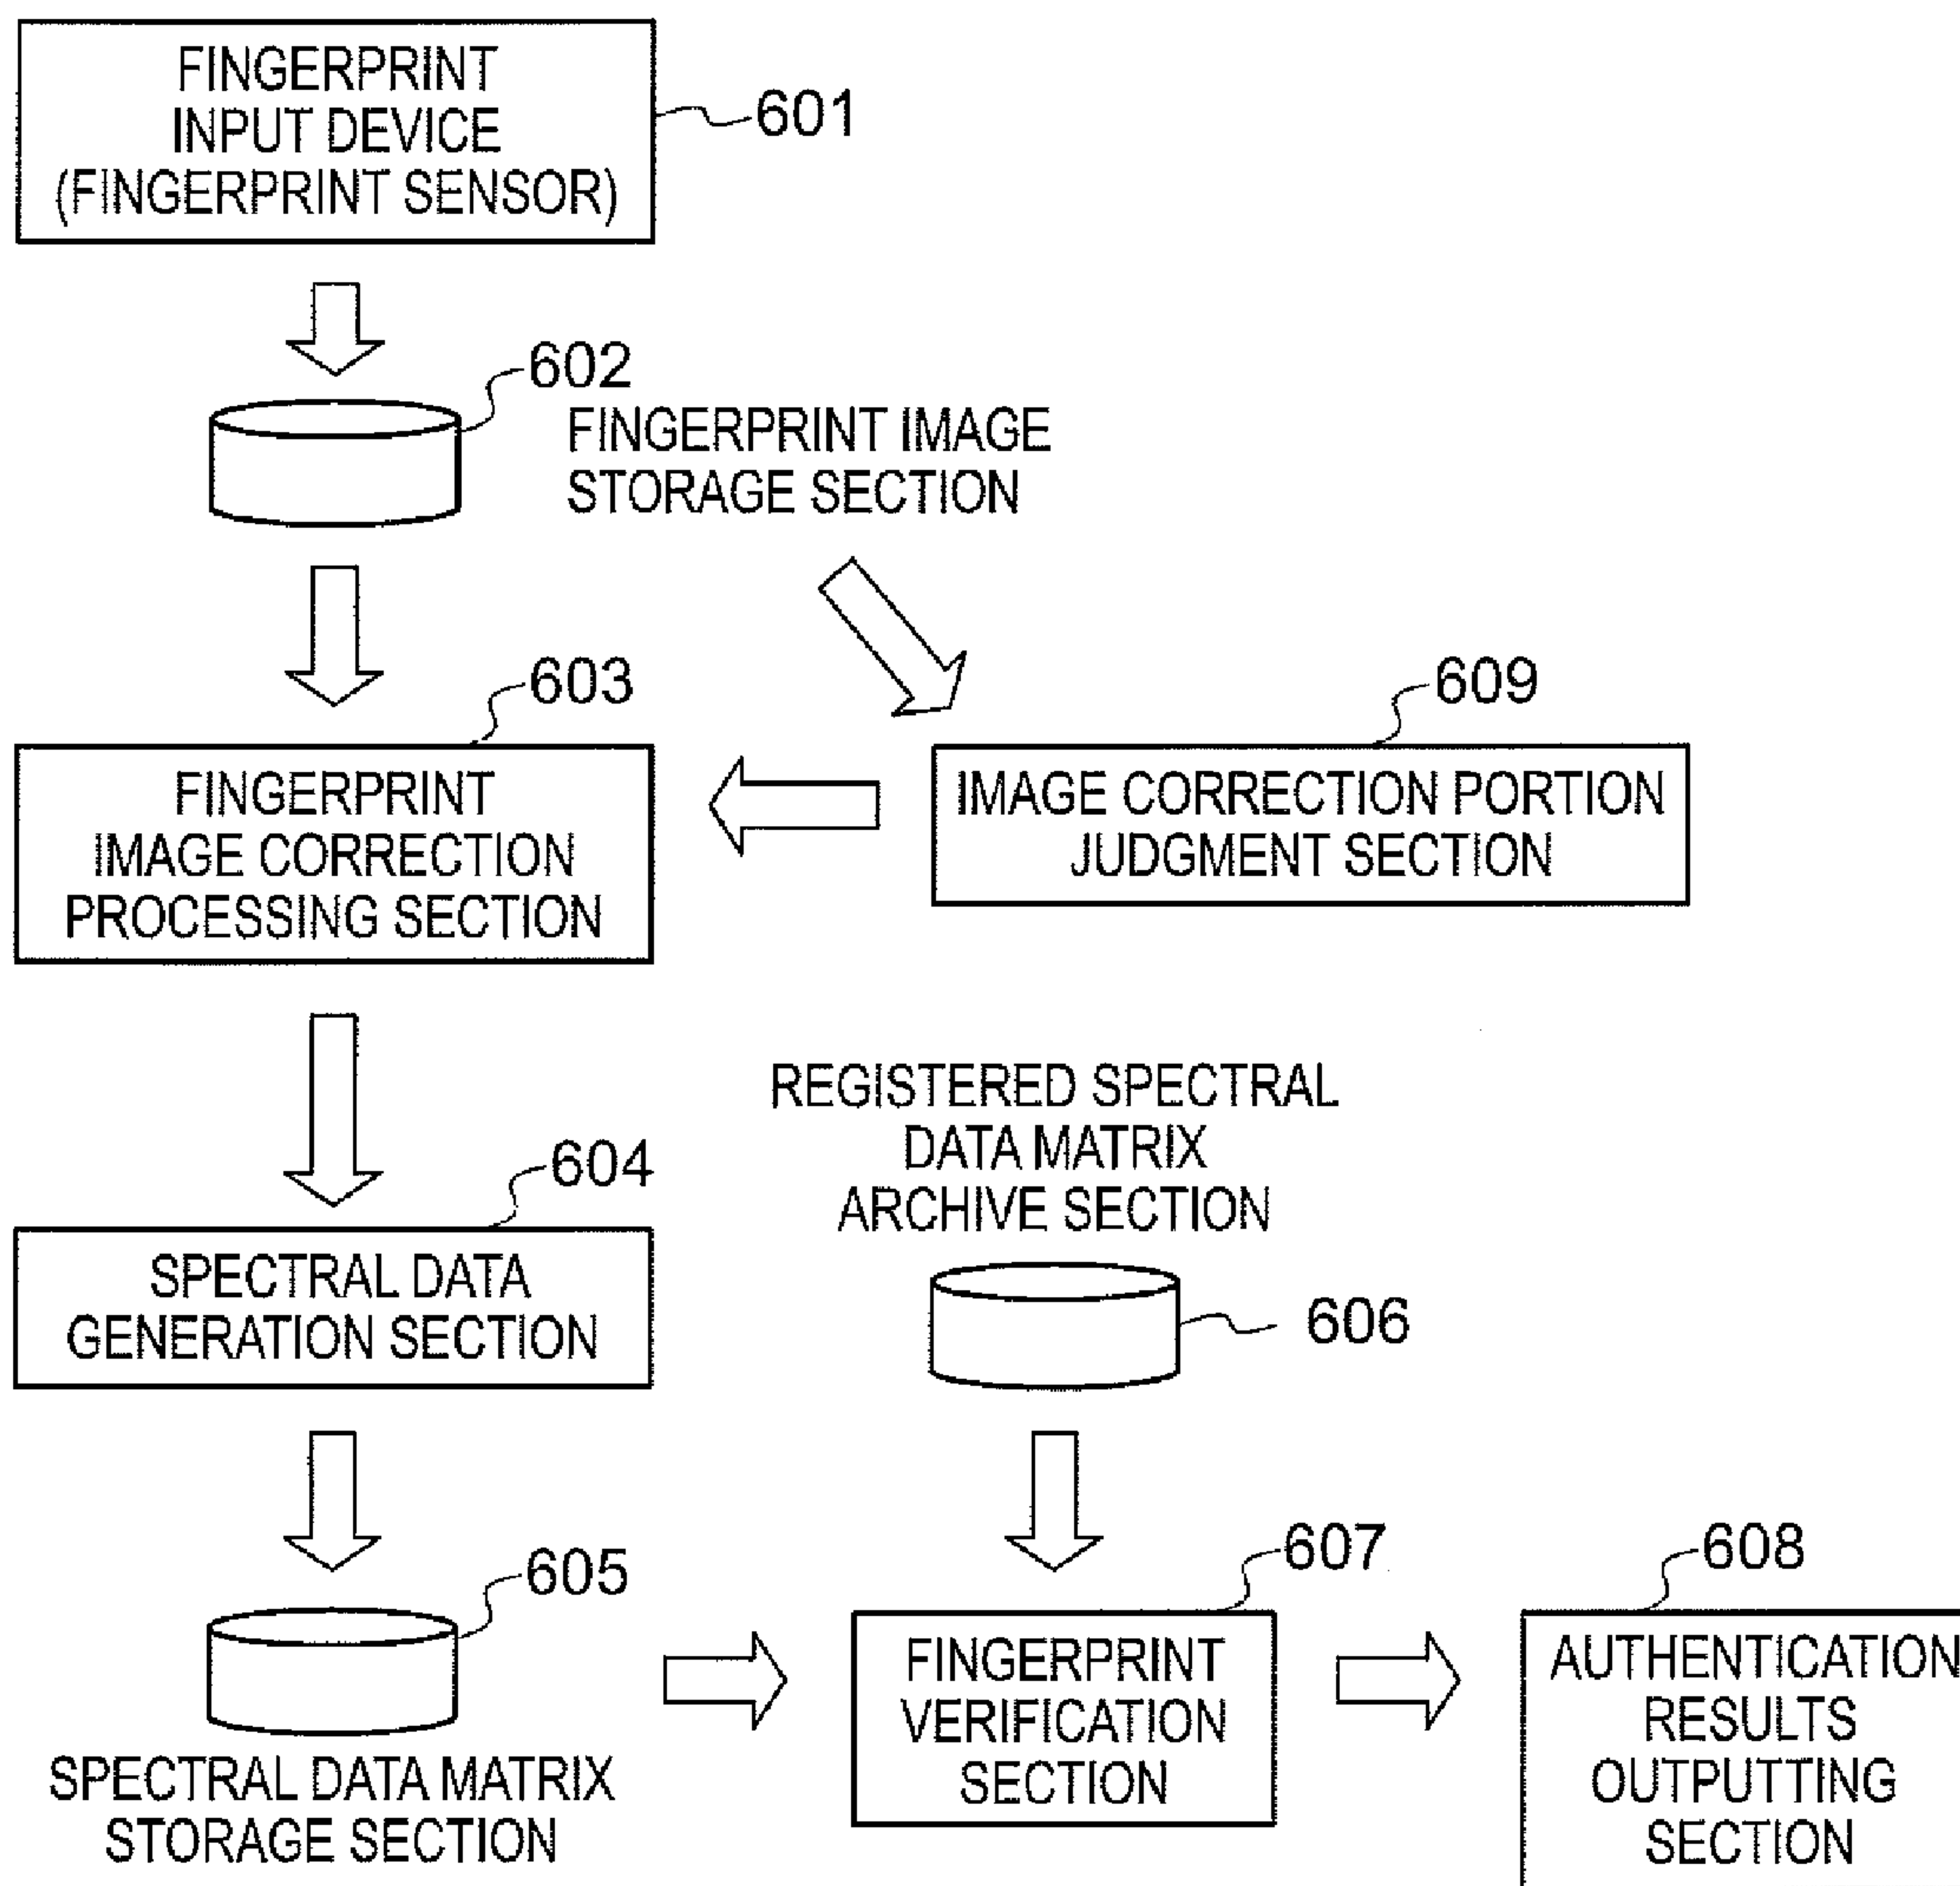 FINGERPRINT
INPUT DEVICE
(FINGERPRINT SENSOR)
601
602
FINGERPRINT IMAGE
STORAGE SECTION
603
FINGERPRINT
IMAGE CORRECTION
PROCESSING SECTION
609
IMAGE CORRECTION PORTION
JUDGMENT SECTION
604
SPECTRAL DATA
GENERATION SECTION
REGISTERED SPECTRAL
DATA MATRIX
ARCHIVE SECTION
606
605
SPECTRAL DATA MATRIX
STORAGE SECTION
607
FINGERPRINT
VERIFICATION
SECTION
608
AUTHENTICATION
RESULTS
OUTPUTTING
SECTION